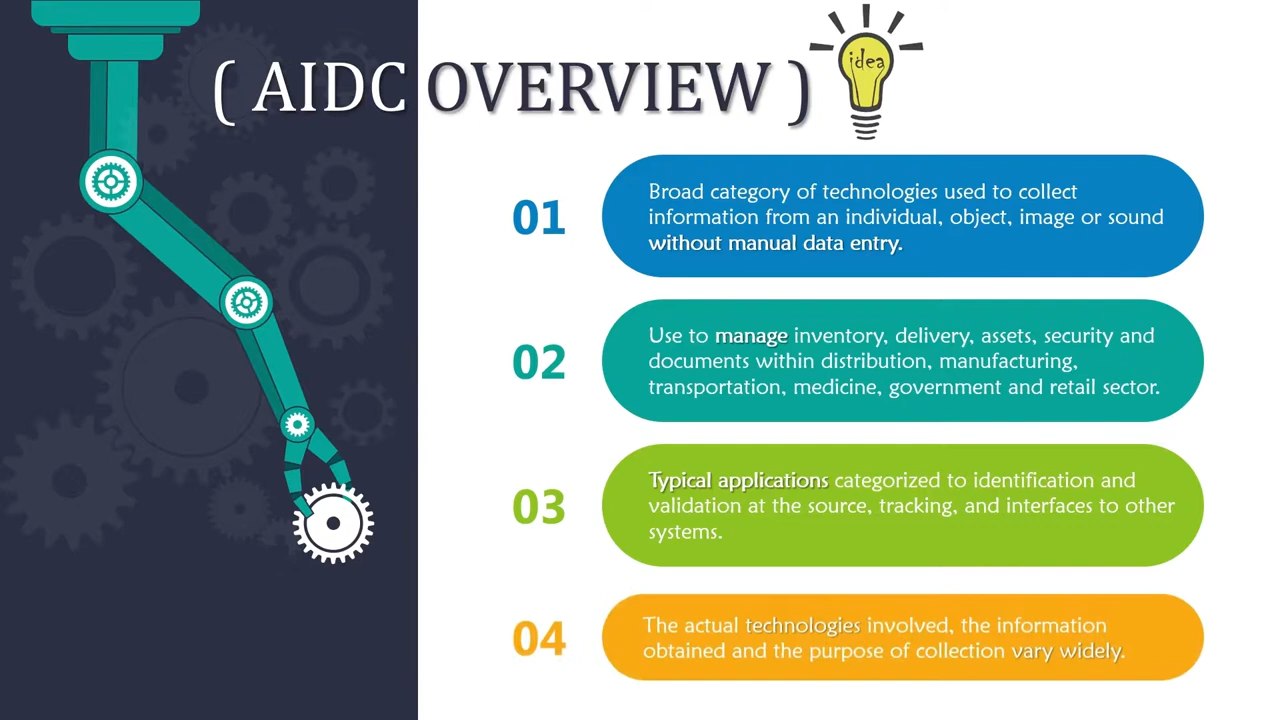 ( AIDC OVERVIEW )
idea
01
Broad category of technologies used to collect
information from an individual, object, image or sound
without manual data entry.
02
Use to manage inventory, delivery, assets, security and
documents within distribution, manufacturing,
transportation, medicine, government and retail sector.
03
Typical applications categorized to identification and
validation at the source, tracking, and interfaces to other
systems.
04
The actual technologies involved, the information
obtained and the purpose of collection vary widely.